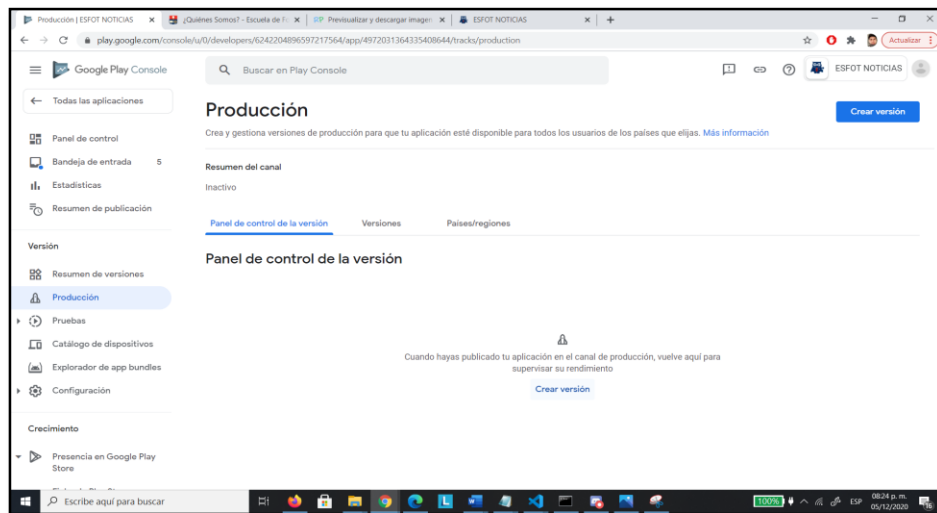 Producción | ESFOT NOTICIAS
¿Quiénes Somos? - Escuela de Fo
Previsualizar y descargar imagen
ESFOT NOTICIAS
play.google.com/console/u/0/developers/6242204896597217564/app/4972031364335408644/tracks/production
Actualizar
Google Play Console
Buscar en Play Console
ESFOT NOTICIAS
Todas las aplicaciones
Panel de control
Bandeja de entrada 5
Estadísticas
Resumen de publicación
Versión
Resumen de versiones
Producción
Pruebas
Catálogo de dispositivos
Explorador de app bundles
Configuración
Crecimiento
Presencia en Google Play
Store
Producción
Crear versión
Crea y gestiona versiones de producción para que tu aplicación esté disponible para todos los usuarios de los países que elijas. Más información
Resumen del canal
Inactivo
Panel de control de la versión Versiones Países/regiones
Panel de control de la versión
Cuando hayas publicado tu aplicación en el canal de producción, vuelve aquí para
supervisar su rendimiento
Crear versión
Escribe aquí para buscar
100%
ESP
08:24 p. m.
05/12/2020